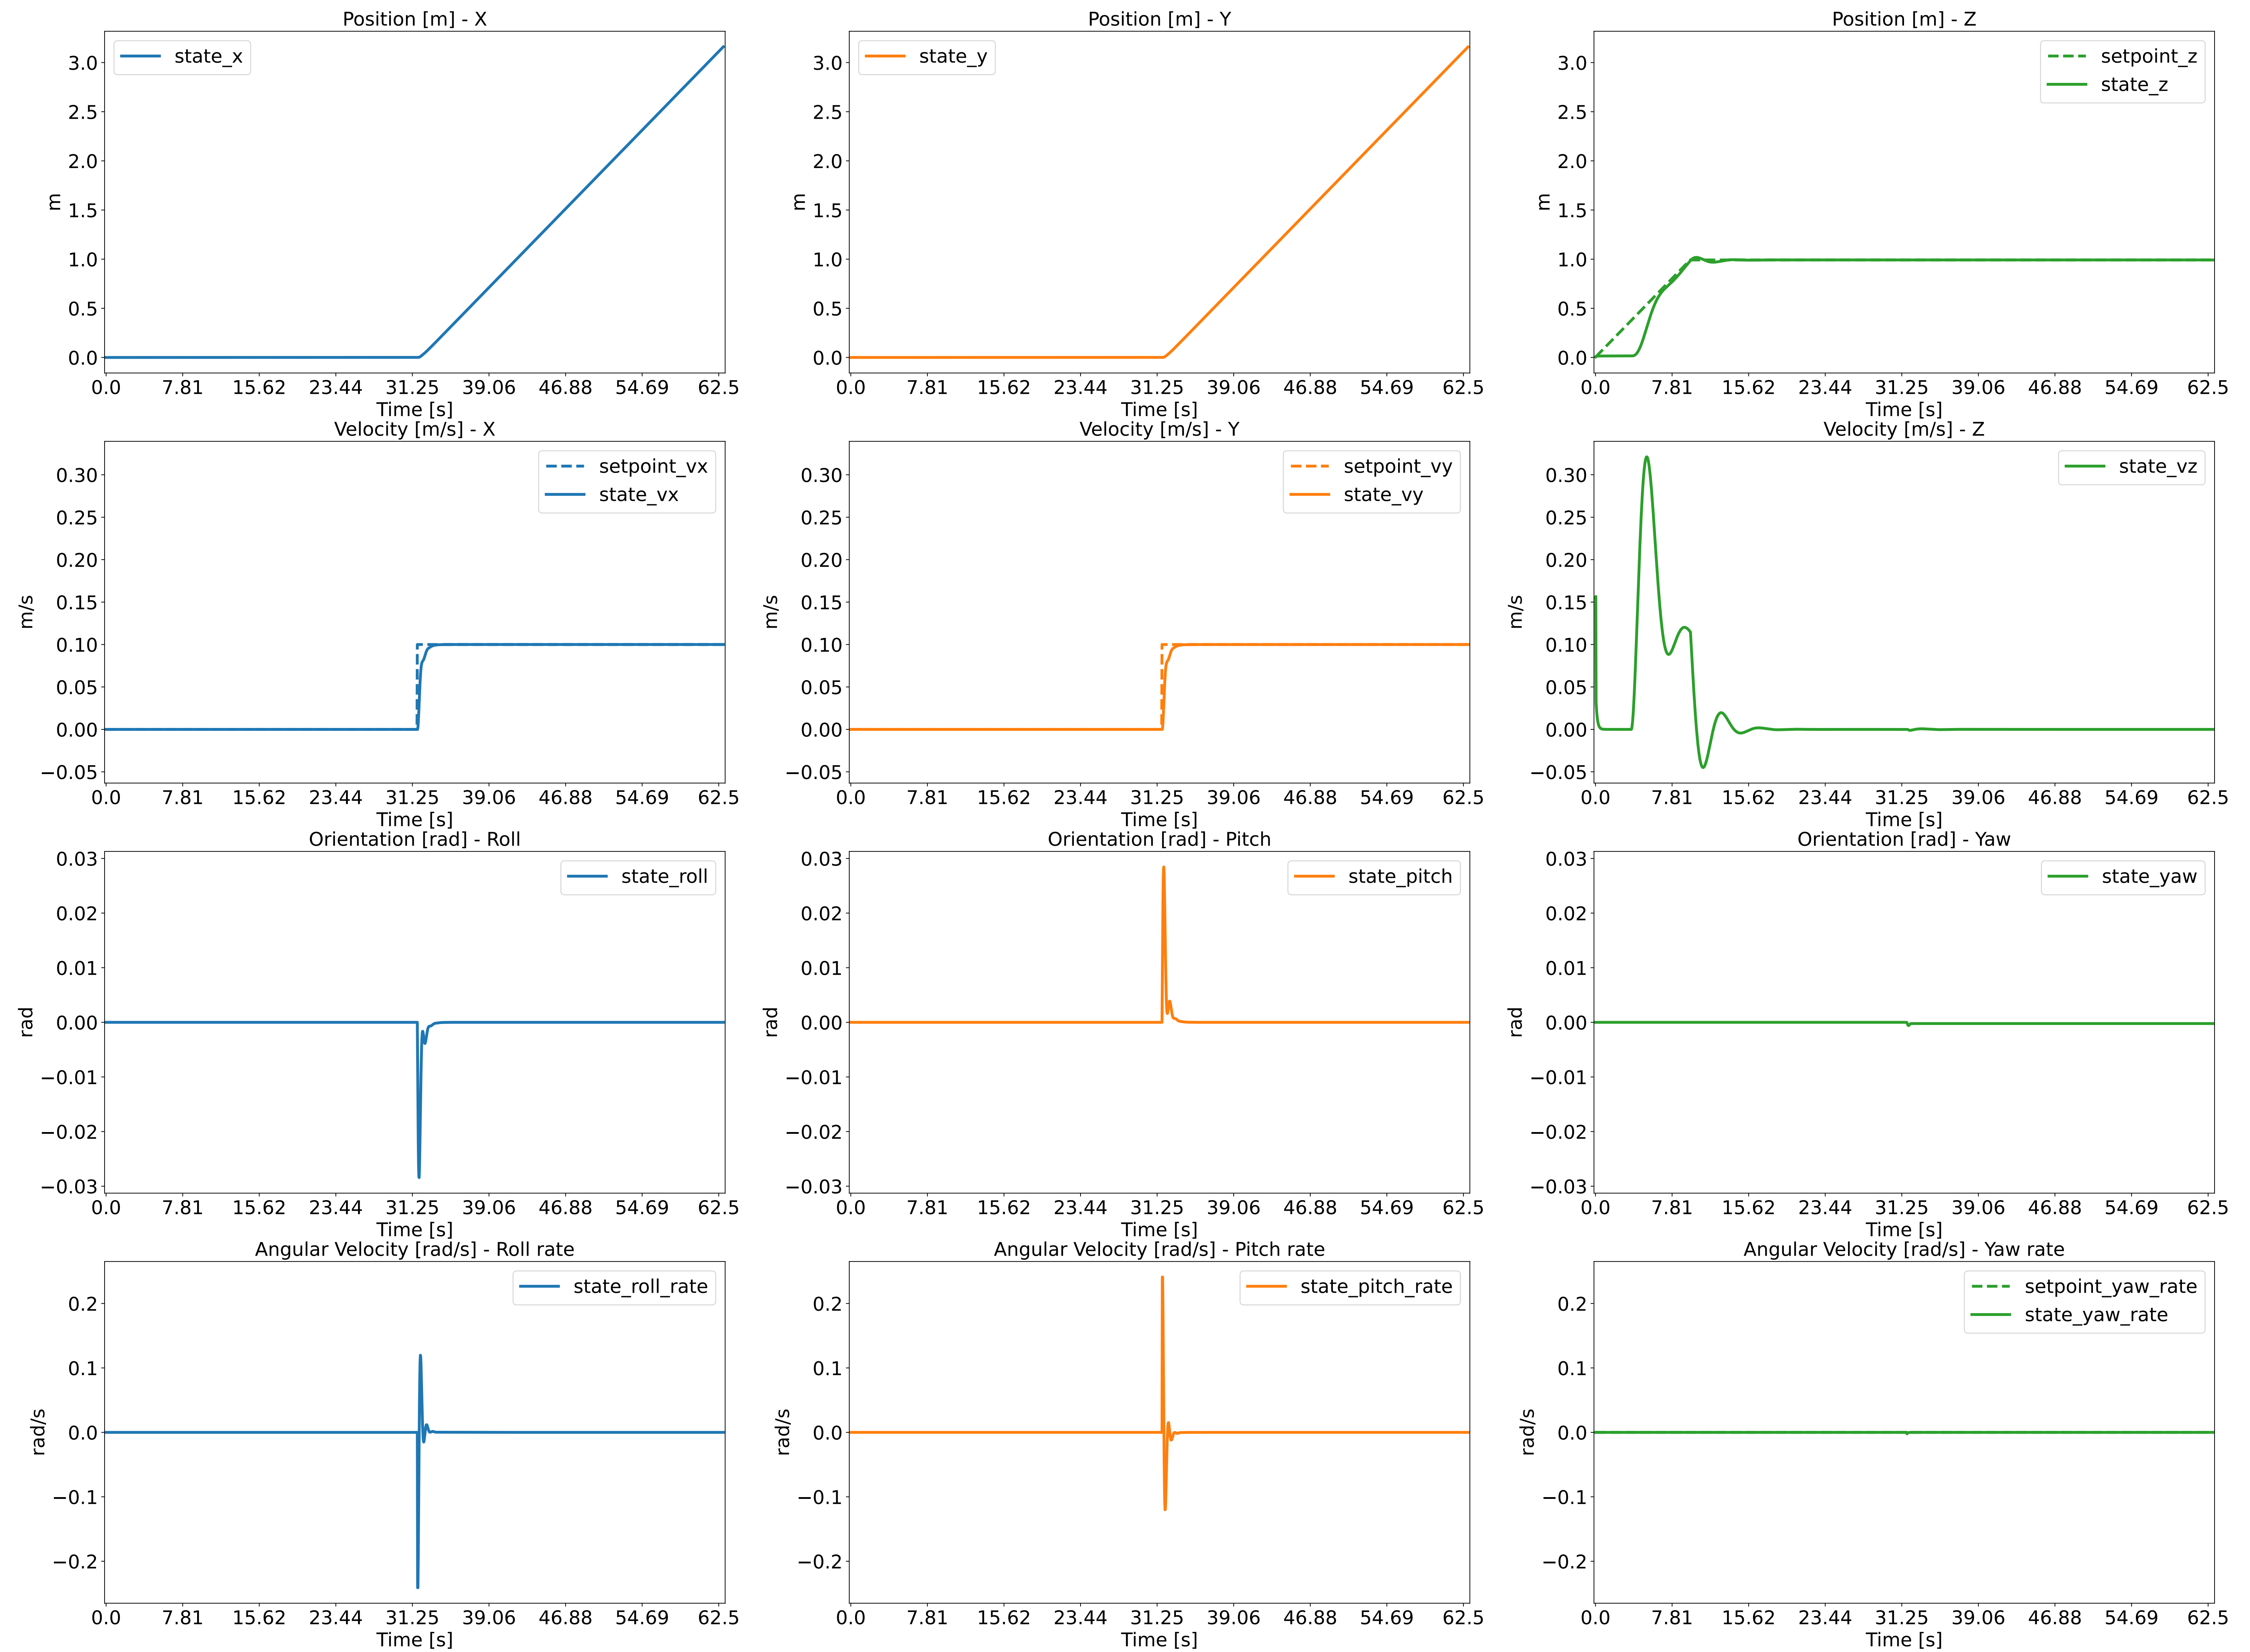 Position [m] - X
state_x
3.0
2.5
2.0
1.5
1.0
0.5
0.0
m
0.0 7.81 15.62 23.44 31.25 39.06 46.88 54.69 62.5
Time [s]
Position [m] - Y
state_y
3.0
2.5
2.0
1.5
1.0
0.5
0.0
m
0.0 7.81 15.62 23.44 31.25 39.06 46.88 54.69 62.5
Time [s]
Position [m] - Z
setpoint_z
state_z
3.0
2.5
2.0
1.5
1.0
0.5
0.0
m
0.0 7.81 15.62 23.44 31.25 39.06 46.88 54.69 62.5
Time [s]
Velocity [m/s] - X
setpoint_vx
state_vx
0.30
0.25
0.20
0.15
0.10
0.05
0.00
−0.05
m/s
0.0 7.81 15.62 23.44 31.25 39.06 46.88 54.69 62.5
Time [s]
Velocity [m/s] - Y
setpoint_vy
state_vy
0.30
0.25
0.20
0.15
0.10
0.05
0.00
−0.05
m/s
0.0 7.81 15.62 23.44 31.25 39.06 46.88 54.69 62.5
Time [s]
Velocity [m/s] - Z
state_vz
0.30
0.25
0.20
0.15
0.10
0.05
0.00
−0.05
m/s
0.0 7.81 15.62 23.44 31.25 39.06 46.88 54.69 62.5
Time [s]
Orientation [rad] - Roll
state_roll
0.03
0.02
0.01
0.00
−0.01
−0.02
−0.03
rad
0.0 7.81 15.62 23.44 31.25 39.06 46.88 54.69 62.5
Time [s]
Orientation [rad] - Pitch
state_pitch
0.03
0.02
0.01
0.00
−0.01
−0.02
−0.03
rad
0.0 7.81 15.62 23.44 31.25 39.06 46.88 54.69 62.5
Time [s]
Orientation [rad] - Yaw
state_yaw
0.03
0.02
0.01
0.00
−0.01
−0.02
−0.03
rad
0.0 7.81 15.62 23.44 31.25 39.06 46.88 54.69 62.5
Time [s]
Angular Velocity [rad/s] - Roll rate
state_roll_rate
0.2
0.1
0.0
−0.1
−0.2
rad/s
0.0 7.81 15.62 23.44 31.25 39.06 46.88 54.69 62.5
Time [s]
Angular Velocity [rad/s] - Pitch rate
state_pitch_rate
0.2
0.1
0.0
−0.1
−0.2
rad/s
0.0 7.81 15.62 23.44 31.25 39.06 46.88 54.69 62.5
Time [s]
Angular Velocity [rad/s] - Yaw rate
setpoint_yaw_rate
state_yaw_rate
0.2
0.1
0.0
−0.1
−0.2
rad/s
0.0 7.81 15.62 23.44 31.25 39.06 46.88 54.69 62.5
Time [s]